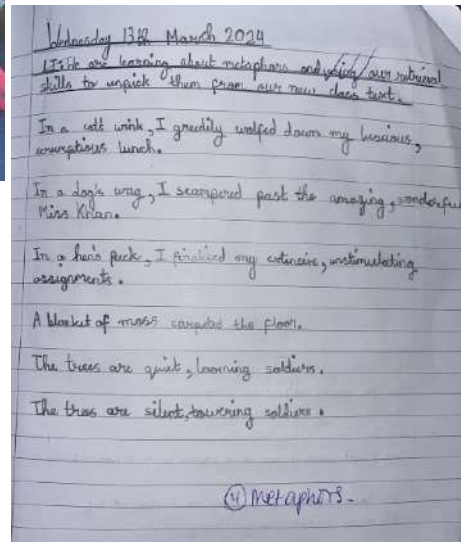 Wednesday 13th March 2024
LI: We are learning about metaphors and using our retrieval
skills to unpick them from our new class text.
In a cat's wink, I greedily wolfed down my luscious,
scrumptious lunch.
In a dog's wag, I scampered past the amazing, wonderful
Miss Khan.
In a hen's peck, I finalised my extensive, unstimulating
assignments.
A blanket of moss carpeted the floor.
The trees are quiet, looming soldiers.
The trees are silent, towering soldiers.
4 Metaphors.